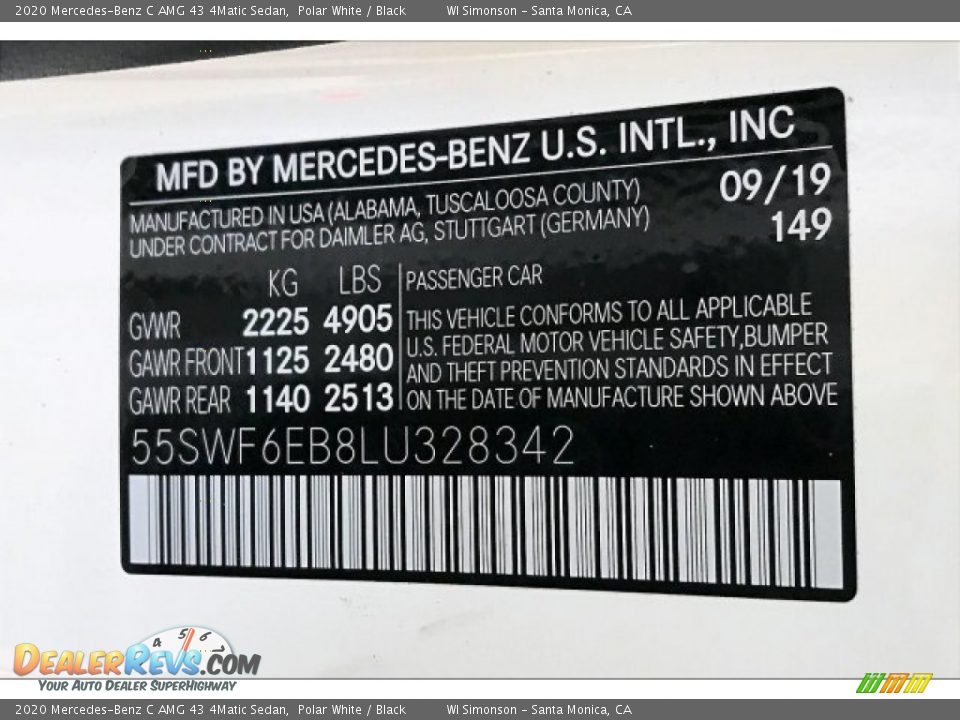 2020 Mercedes-Benz C AMG 43 4Matic Sedan, Polar White / Black WI Simonson - Santa Monica, CA
MFD BY MERCEDES-BENZ U.S. INTL., INC
MANUFACTURED IN USA (ALABAMA, TUSCALOOSA COUNTY) 09/19
UNDER CONTRACT FOR DAIMLER AG, STUTTGART (GERMANY) 149
KG LBS PASSENGER CAR
GVWR 2225 4905 THIS VEHICLE CONFORMS TO ALL APPLICABLE
U.S. FEDERAL MOTOR VEHICLE SAFETY, BUMPER
GAWR FRONT 1125 2480 AND THEFT PREVENTION STANDARDS IN EFFECT
GAWR REAR 1140 2513 ON THE DATE OF MANUFACTURE SHOWN ABOVE
55SWF6EB8LU328342
4 5 6
DEALERREVS.COM
YOUR AUTO DEALER SUPERHIGHWAY
2020 Mercedes-Benz C AMG 43 4Matic Sedan, Polar White / Black WI Simonson - Santa Monica, CA